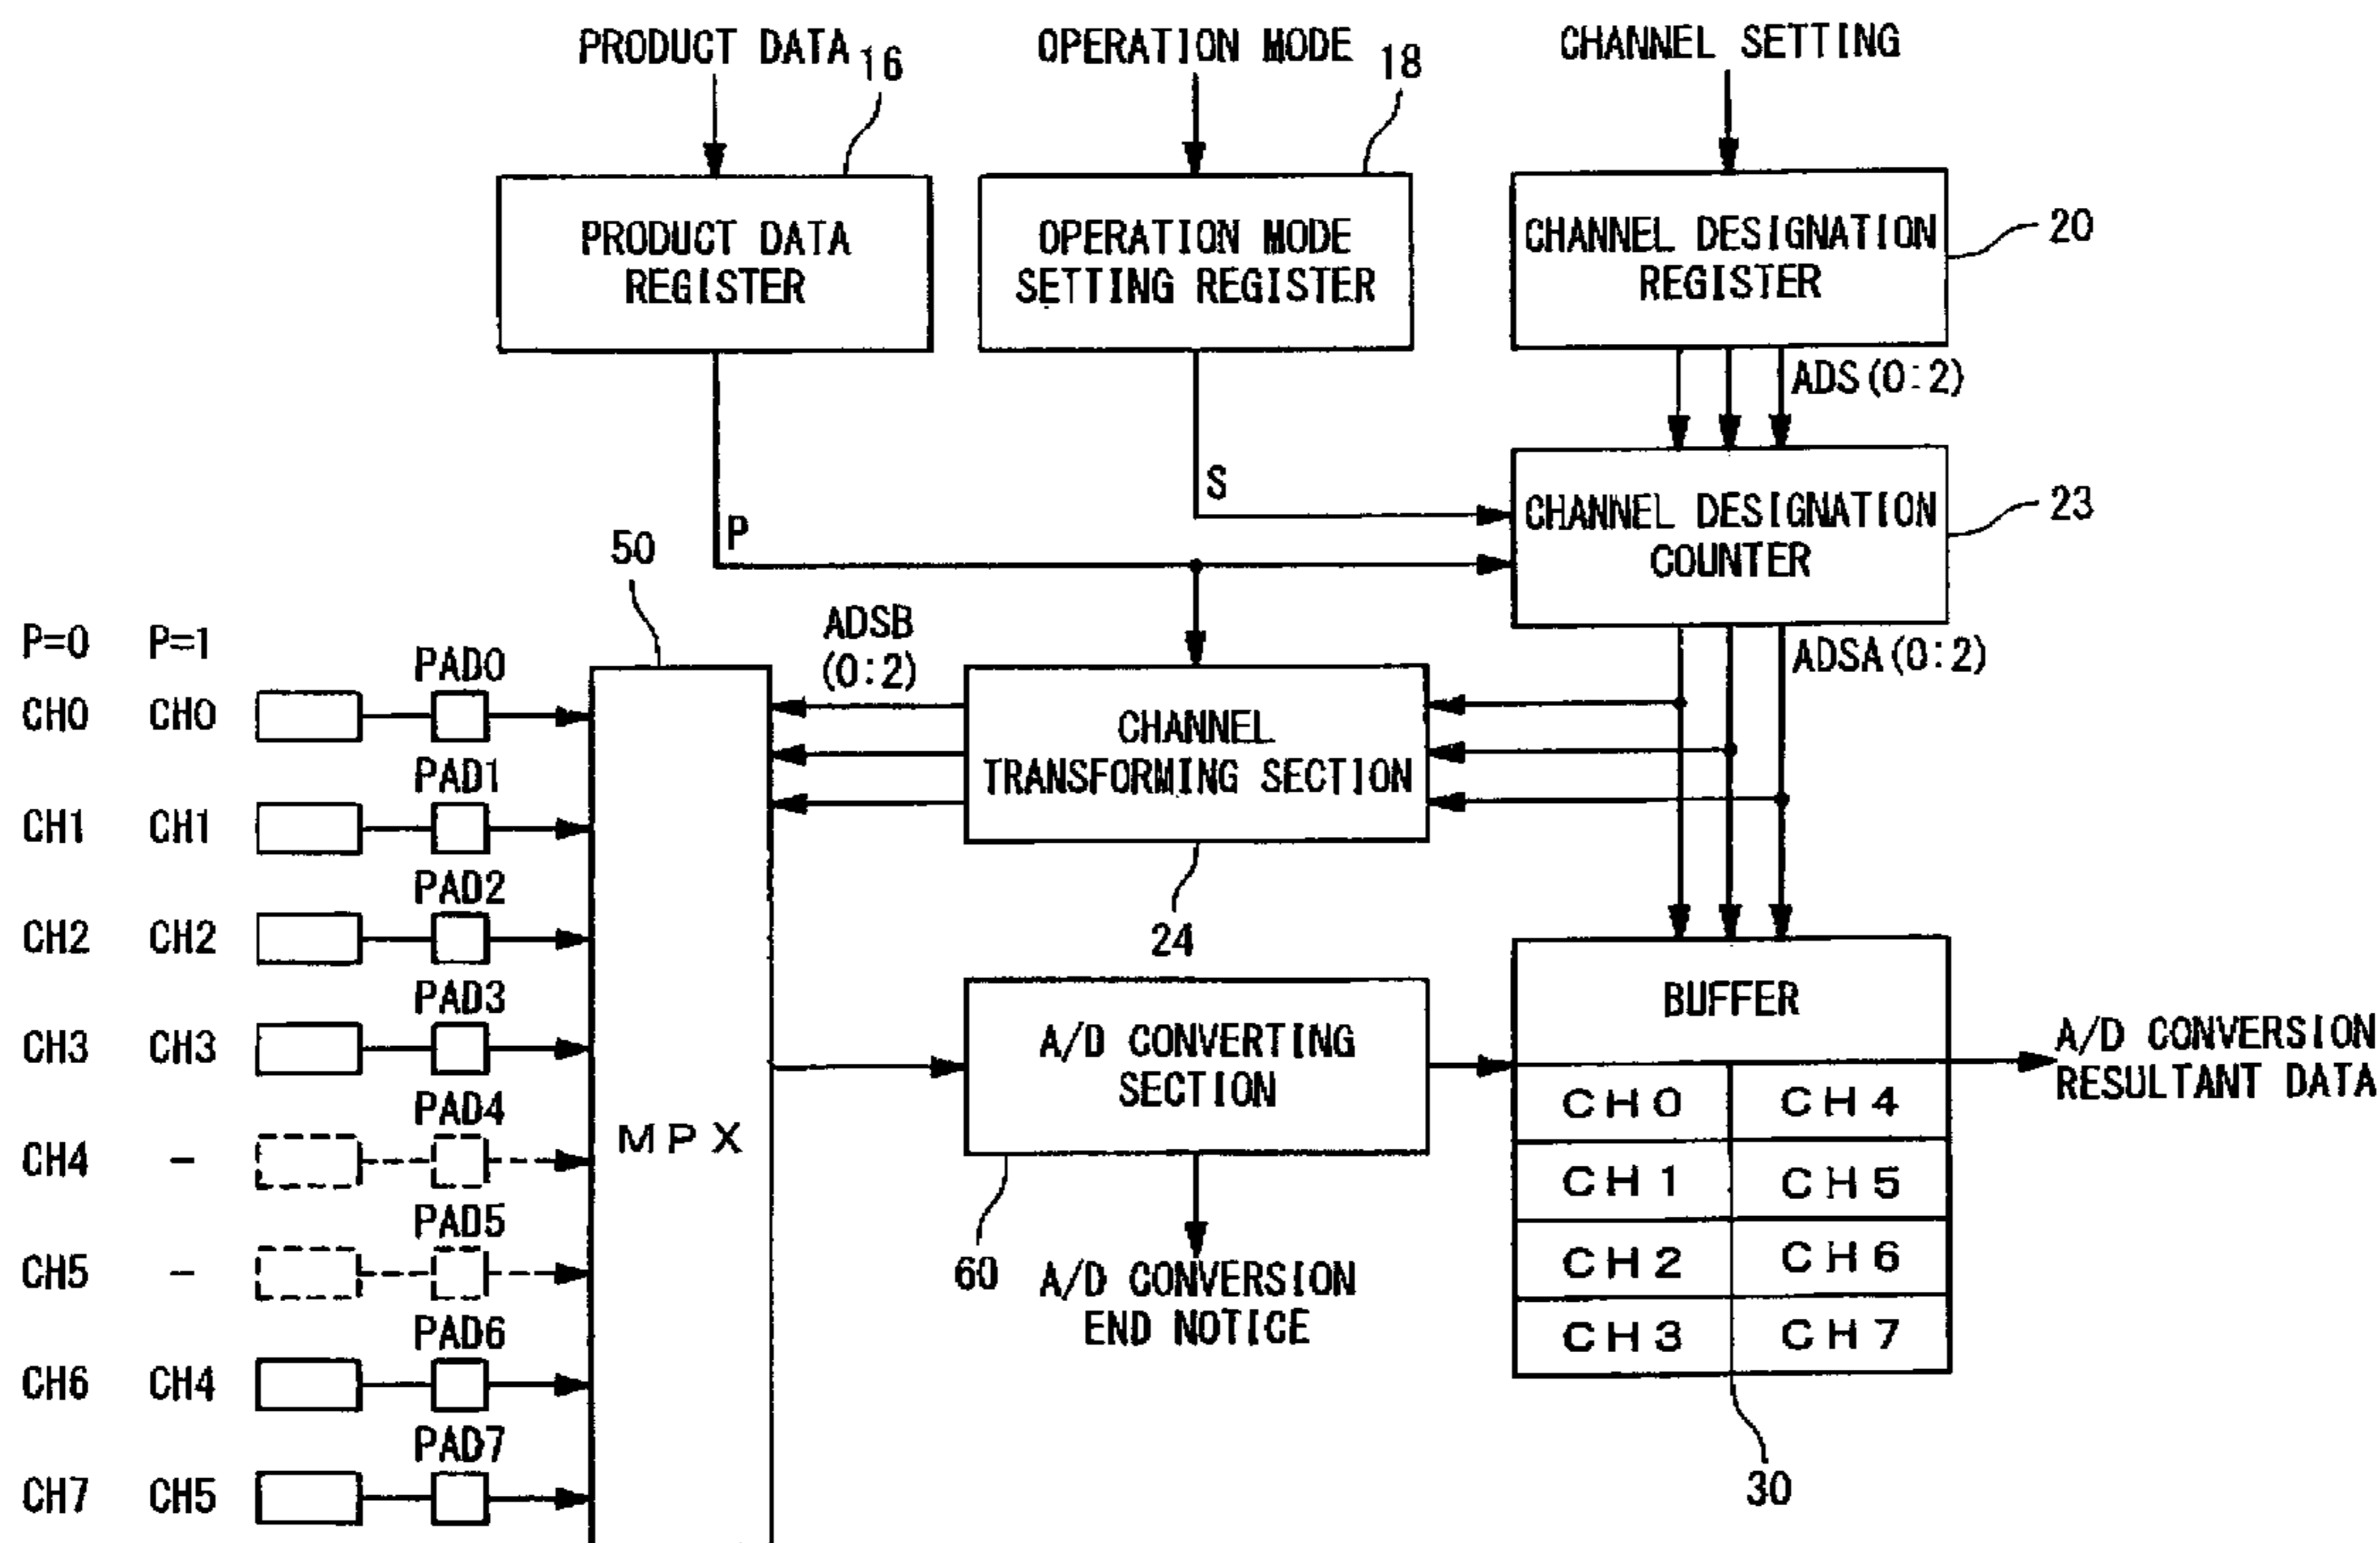 PRODUCT DATA
16
OPERATION MODE
18
CHANNEL SETTING
PRODUCT DATA
REGISTER
OPERATION MODE
SETTING REGISTER
CHANNEL DESIGNATION
REGISTER
20
ADS(0:2)
S
P
CHANNEL DESIGNATION
COUNTER
23
50
ADSB
(0:2)
ADSA(0:2)
P=0 P=1
PAD0
CH0 CH0
PAD1
CH1 CH1
PAD2
CH2 CH2
PAD3
CH3 CH3
PAD4
CH4 -
PAD5
CH5 -
PAD6
CH6 CH4
PAD7
CH7 CH5
MPX
CHANNEL
TRANSFORMING SECTION
24
A/D CONVERTING
SECTION
60
A/D CONVERSION
END NOTICE
BUFFER
CH0 CH4
CH1 CH5
CH2 CH6
CH3 CH7
30
A/D CONVERSION
RESULTANT DATA